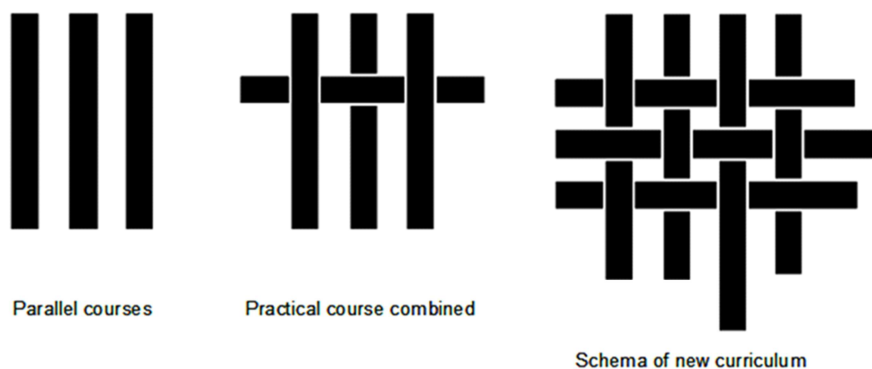 Parallel courses
Practical course combined
Schema of new curriculum